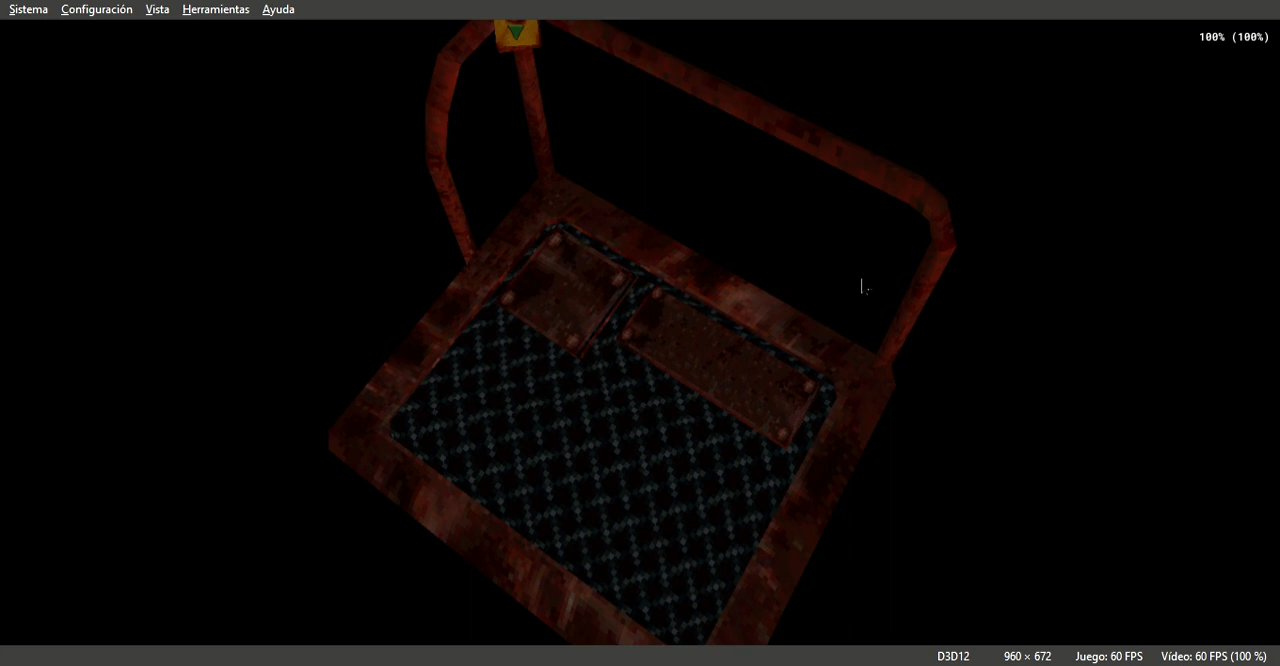 Sistema Configuración Vista Herramientas Ayuda
100% (100%)
D3D12 960 × 672 Juego: 60 FPS Vídeo: 60 FPS (100 %)